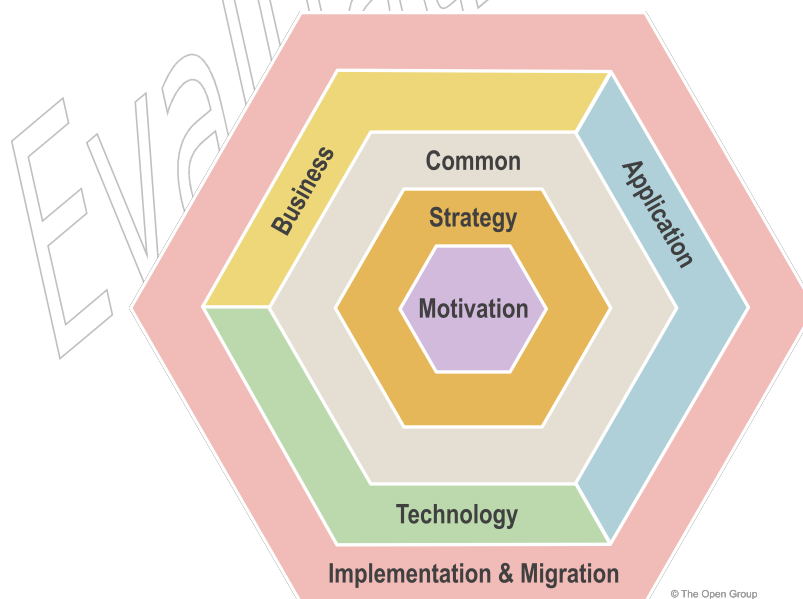 Common
Strategy
Motivation
Business
Application
Technology
Implementation & Migration
© The Open Group